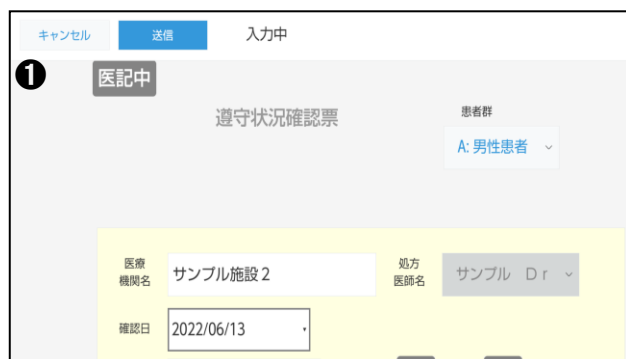 キャンセル 送信 入力中
❶ 医記中
遵守状況確認票
患者群
A: 男性患者
医療機関名 サンプル施設2 処方医師名 サンプル Dr
確認日 2022/06/13